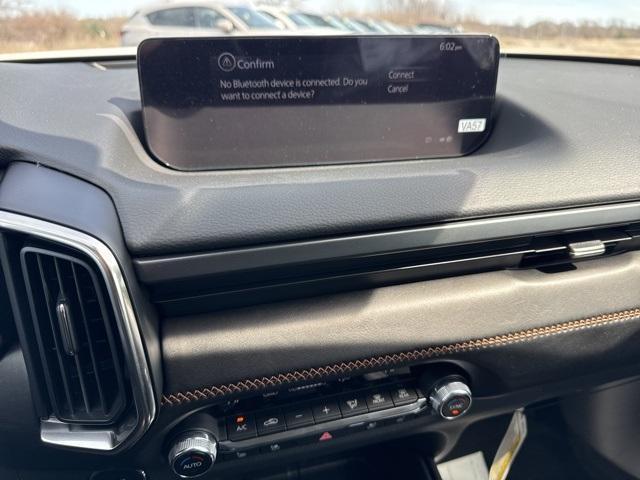 Confirm
6:02 pm
No Bluetooth device is connected. Do you
want to connect a device?
Connect
Cancel
VA57
A/C
AUTO
SYNC